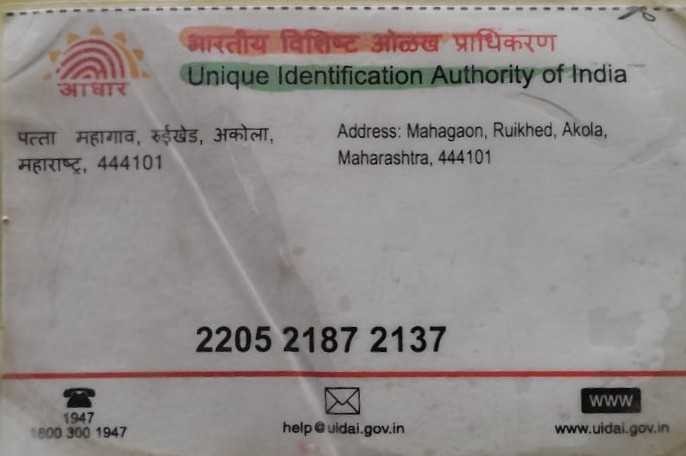 भारतीय विशिष्ट ओळख प्राधिकरण
Unique Identification Authority of India
आधार
पत्ता महागाव, रुईखेड, अकोला,
महाराष्ट्र, 444101
Address: Mahagaon, Ruikhed, Akola,
Maharashtra, 444101
2205 2187 2137
1947
1800 300 1947
help@uidai.gov.in
www
www.uidai.gov.in